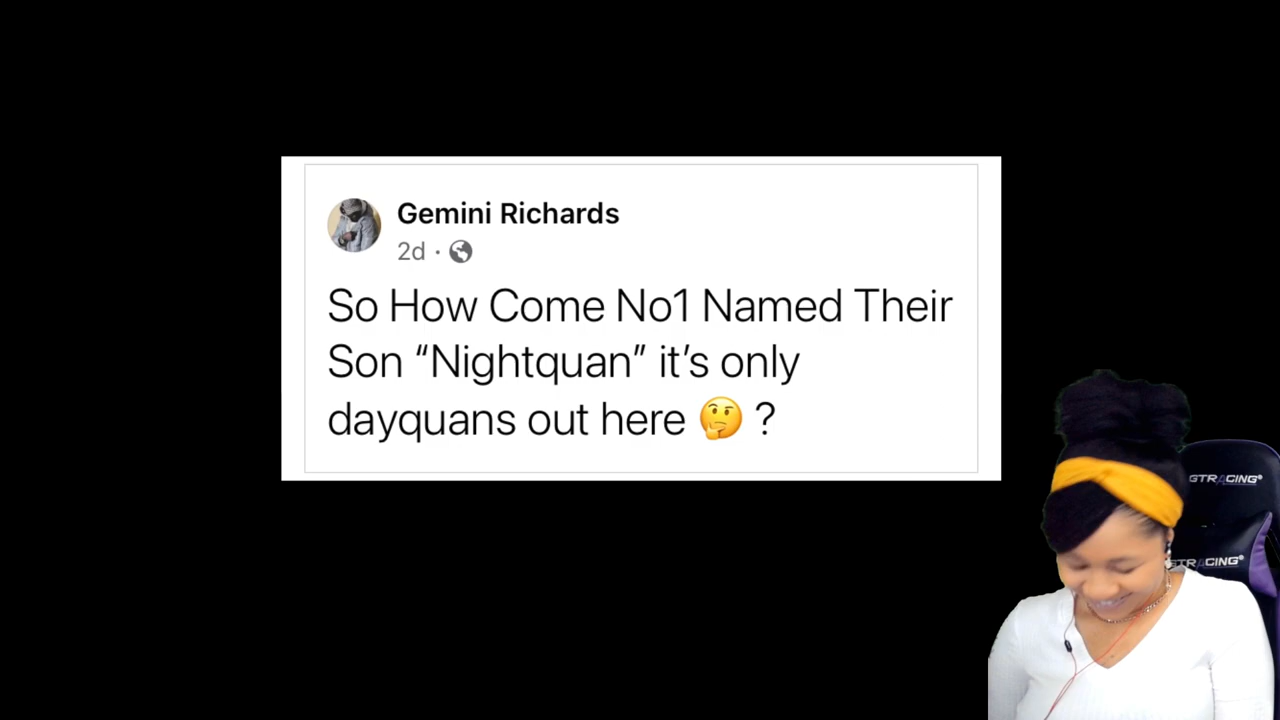 Gemini Richards
2d ·
So How Come No1 Named Their
Son “Nightquan” it’s only
dayquans out here 🤔 ?
GTRACING®
GTRACING®